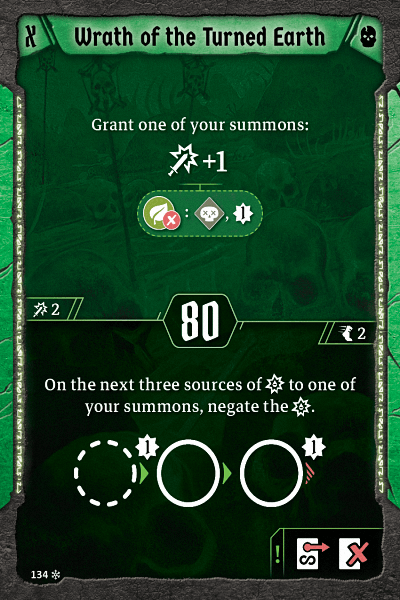 X Wrath of the Turned Earth
Grant one of your summons:
+1
: , 1
2
80
2
On the next three sources of to one of
your summons, negate the .
1 1
! S
134